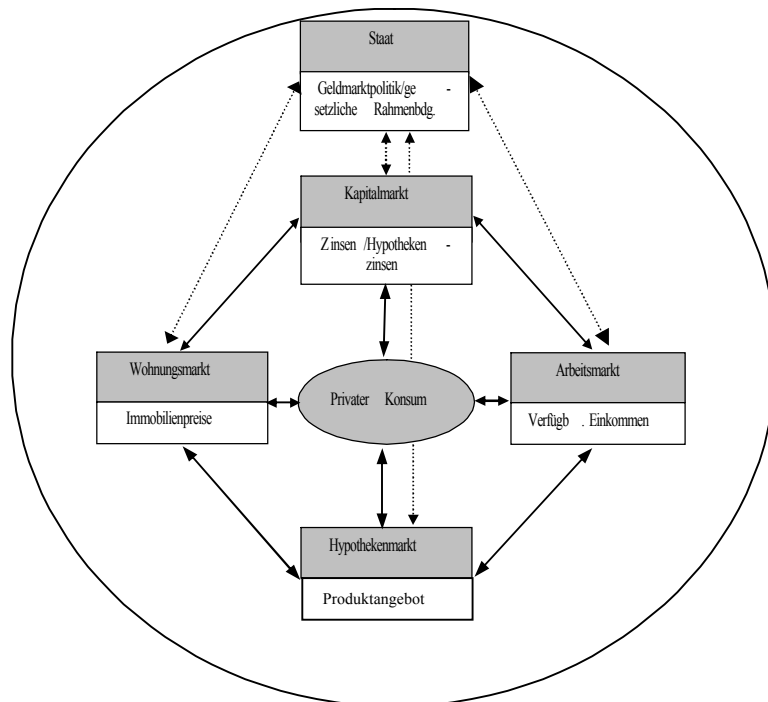 Staat
Geldmarktpolitik/ge -
setzliche Rahmenbdg.
Kapitalmarkt
Zinsen /Hypotheken -
zinsen
Wohnungsmarkt
Immobilienpreise
Privater Konsum
Arbeitsmarkt
Verfügb . Einkommen
Hypothekenmarkt
Produktangebot